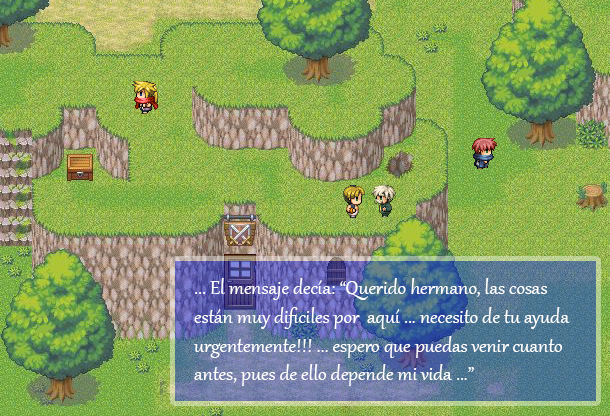 ... El mensaje decía: “Querido hermano, las cosas
están muy dificiles por aquí ... necesito de tu ayuda
urgentemente!!! ... espero que puedas venir cuanto
antes, pues de ello depende mi vida ...”